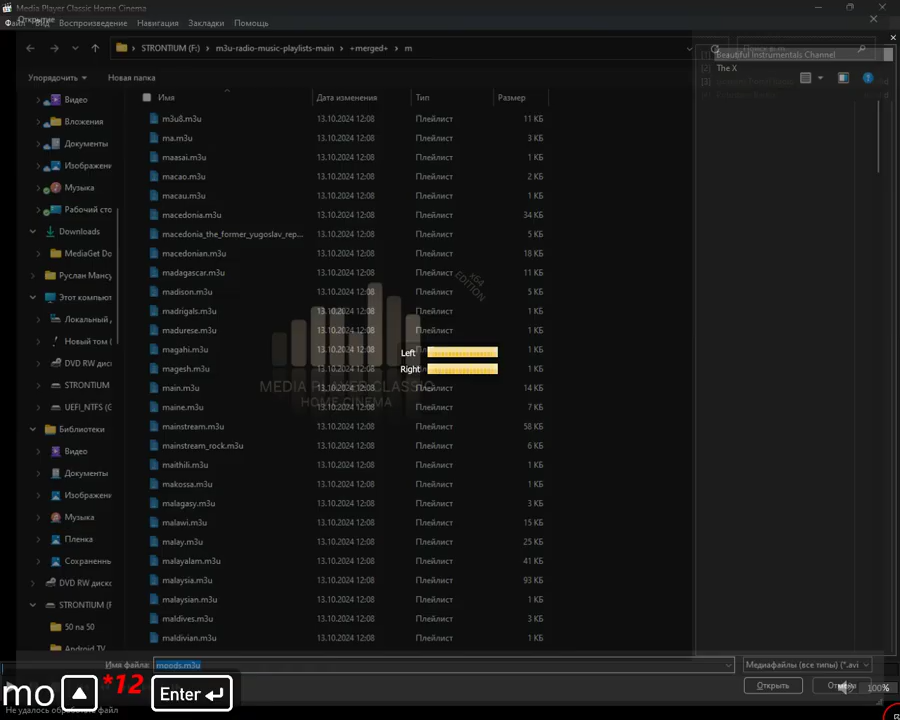 Media Player Classic Home Cinema
Открытие
Файл Вид Воспроизведение Навигация Закладки Помощь
STRONTIUM (F:) › m3u-radio-music-playlists-main › +merged+ › m
[1] Beautiful Instrumentals Channel
[2] The X
[3]
Упорядочить Новая папка
Имя Дата изменения Тип Размер
Видео
Вложения
Документы
Изображени
Музыка
Рабочий сто
Downloads
MediaGet Do
Руслан Мансу
Этот компьют
Локальный
Новый том (
DVD RW диск
STRONTIUM (
UEFI_NTFS (
Библиотеки
Видео
Документы
Изображени
Музыка
Пленка
Сохраненны
DVD RW диско
STRONTIUM (F
50 na 50
Android TV
m3u8.m3u 13.10.2024 12:08 Плейлист 11 КБ
ma.m3u 13.10.2024 12:08 Плейлист 3 КБ
maasai.m3u 13.10.2024 12:08 Плейлист 1 КБ
macao.m3u 13.10.2024 12:08 Плейлист 2 КБ
macau.m3u 13.10.2024 12:08 Плейлист 1 КБ
macedonia.m3u 13.10.2024 12:08 Плейлист 34 КБ
macedonia_the_former_yugoslav_rep... 13.10.2024 12:08 Плейлист 5 КБ
macedonian.m3u 13.10.2024 12:08 Плейлист 18 КБ
madagascar.m3u 13.10.2024 12:08 Плейлист 11 КБ
madison.m3u 13.10.2024 12:08 Плейлист 5 КБ
madrigals.m3u 13.10.2024 12:08 Плейлист 1 КБ
madurese.m3u 13.10.2024 12:08 Плейлист 1 КБ
magahi.m3u 13.10.2024 12:08 Плейлист 1 КБ
magesh.m3u 13.10.2024 12:08 Плейлист 1 КБ
main.m3u 13.10.2024 12:08 Плейлист 14 КБ
maine.m3u 13.10.2024 12:08 Плейлист 7 КБ
mainstream.m3u 13.10.2024 12:08 Плейлист 58 КБ
mainstream_rock.m3u 13.10.2024 12:08 Плейлист 6 КБ
maithili.m3u 13.10.2024 12:08 Плейлист 1 КБ
makossa.m3u 13.10.2024 12:08 Плейлист 1 КБ
malagasy.m3u 13.10.2024 12:08 Плейлист 3 КБ
malawi.m3u 13.10.2024 12:08 Плейлист 15 КБ
malay.m3u 13.10.2024 12:08 Плейлист 25 КБ
malayalam.m3u 13.10.2024 12:08 Плейлист 41 КБ
malaysia.m3u 13.10.2024 12:08 Плейлист 93 КБ
malaysian.m3u 13.10.2024 12:08 Плейлист 1 КБ
maldives.m3u 13.10.2024 12:08 Плейлист 3 КБ
maldivian.m3u 13.10.2024 12:08 Плейлист 1 КБ
x64
EDITION
Left
Right
MEDIA PLAYER CLASSIC
HOME CINEMA
Имя файла: moods.m3u Медиафайлы (все типы) (*.avi
Открыть Отмена 100%
mo *12 Enter
Не удалось обработать файл